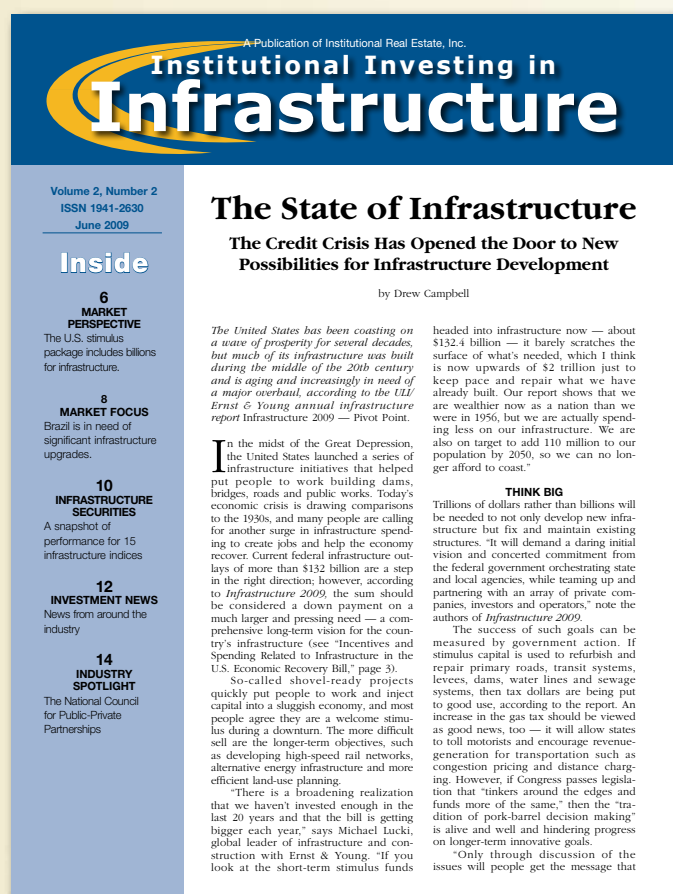 A Publication of Institutional Real Estate, Inc.
Institutional Investing in
Infrastructure
Volume 2, Number 2
ISSN 1941-2630
June 2009
Inside
6
MARKET
PERSPECTIVE
The U.S. stimulus
package includes billions
for infrastructure.
8
MARKET FOCUS
Brazil is in need of
significant infrastructure
upgrades.
10
INFRASTRUCTURE
SECURITIES
A snapshot of
performance for 15
infrastructure indices
12
INVESTMENT NEWS
News from around the
industry
14
INDUSTRY
SPOTLIGHT
The National Council
for Public-Private
Partnerships
The State of Infrastructure
The Credit Crisis Has Opened the Door to New
Possibilities for Infrastructure Development
by Drew Campbell
The United States has been coasting on
a wave of prosperity for several decades,
but much of its infrastructure was built
during the middle of the 20th century
and is aging and increasingly in need of
a major overhaul, according to the ULI/
Ernst & Young annual infrastructure
report Infrastructure 2009 — Pivot Point.
In the midst of the Great Depression,
the United States launched a series of
infrastructure initiatives that helped
put people to work building dams,
bridges, roads and public works. Today's
economic crisis is drawing comparisons
to the 1930s, and many people are calling
for another surge in infrastructure spend-
ing to create jobs and help the economy
recover. Current federal infrastructure out-
lays of more than $132 billion are a step
in the right direction; however, according
to Infrastructure 2009, the sum should
be considered a down payment on a
much larger and pressing need — a com-
prehensive long-term vision for the coun-
try's infrastructure (see "Incentives and
Spending Related to Infrastructure in the
U.S. Economic Recovery Bill," page 3).
So-called shovel-ready projects
quickly put people to work and inject
capital into a sluggish economy, and most
people agree they are a welcome stimu-
lus during a downturn. The more difficult
sell are the longer-term objectives, such
as developing high-speed rail networks,
alternative energy infrastructure and more
efficient land-use planning.
"There is a broadening realization
that we haven't invested enough in the
last 20 years and that the bill is getting
bigger each year," says Michael Lucki,
global leader of infrastructure and con-
struction with Ernst & Young. "If you
look at the short-term stimulus funds
headed into infrastructure now — about
$132.4 billion — it barely scratches the
surface of what's needed, which I think
is now upwards of $2 trillion just to
keep pace and repair what we have
already built. Our report shows that we
are wealthier now as a nation than we
were in 1956, but we are actually spend-
ing less on our infrastructure. We are
also on target to add 110 million to our
population by 2050, so we can no lon-
ger afford to coast."
THINK BIG
Trillions of dollars rather than billions will
be needed to not only develop new infra-
structure but fix and maintain existing
structures. "It will demand a daring initial
vision and concerted commitment from
the federal government orchestrating state
and local agencies, while teaming up and
partnering with an array of private com-
panies, investors and operators," note the
authors of Infrastructure 2009.
The success of such goals can be
measured by government action. If
stimulus capital is used to refurbish and
repair primary roads, transit systems,
levees, dams, water lines and sewage
systems, then tax dollars are being put
to good use, according to the report. An
increase in the gas tax should be viewed
as good news, too — it will allow states
to toll motorists and encourage revenue-
generation for transportation such as
congestion pricing and distance charg-
ing. However, if Congress passes legisla-
tion that "tinkers around the edges and
funds more of the same," then the "tra-
dition of pork-barrel decision making"
is alive and well and hindering progress
on longer-term innovative goals.
"Only through discussion of the
issues will people get the message that